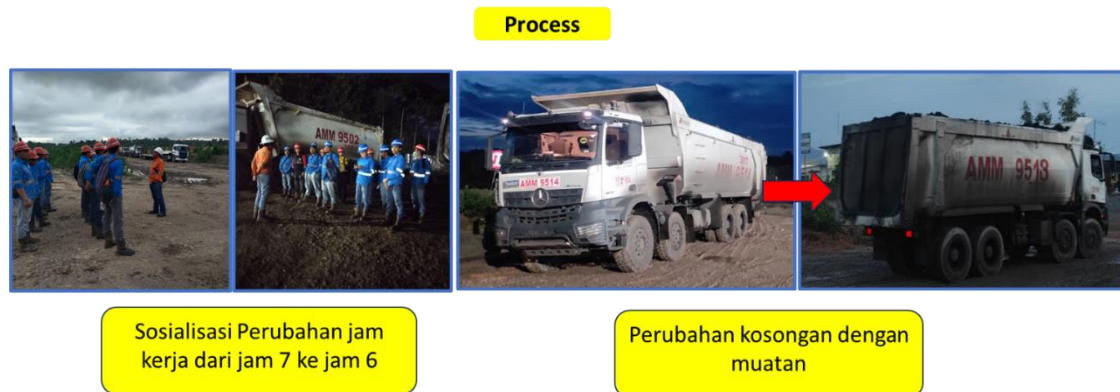 Process
AMM 9502
AMM 9514
AMM 9513
Sosialisasi Perubahan jam
kerja dari jam 7 ke jam 6
Perubahan kosongan dengan
muatan